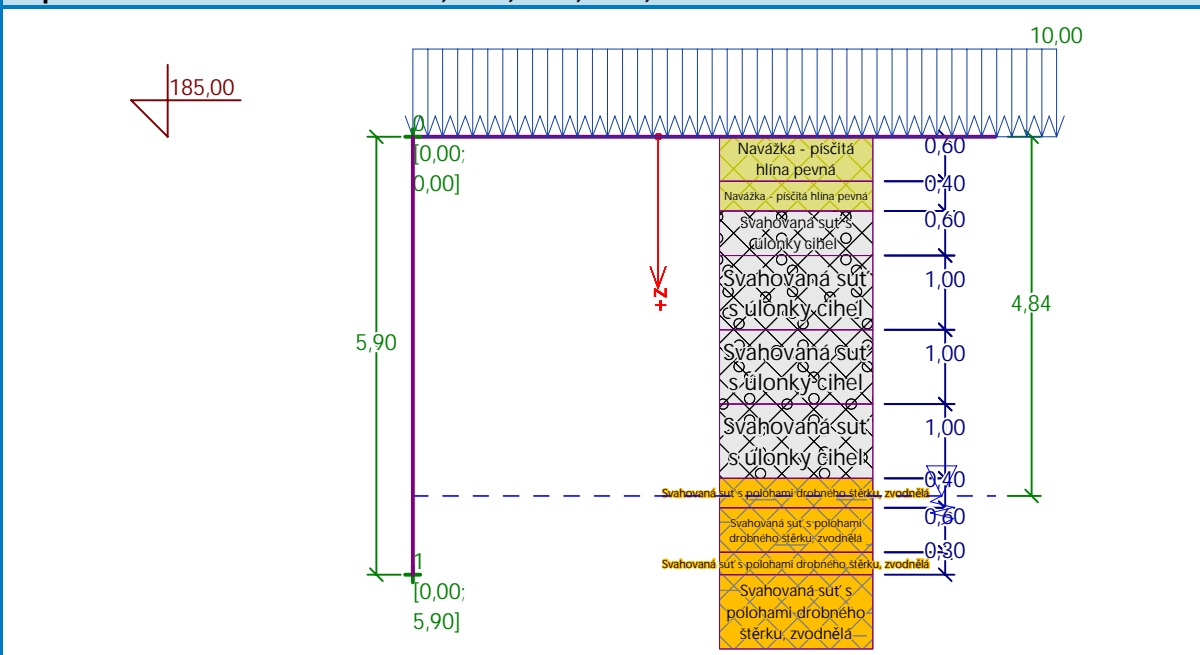 10,00
185,00
0
[0,00;
0,00]
Navážka - písčitá
hlína pevná
0,60
Navážka - písčitá hlína pevná
0,40
Svahovaná suť s
úlonky cihel
0,60
+z
Svahovaná suť
s úlonky cihel
1,00
4,84
5,90
Svahovaná suť
s úlonky cihel
1,00
Svahovaná suť
s úlonky cihel
1,00
0,40
Svahovaná suť s polohami drobného štěrku, zvodnělá
Svahovaná suť s polohami
drobného štěrku, zvodnělá
0,60
0,30
Svahovaná suť s polohami drobného štěrku, zvodnělá
1
[0,00;
5,90]
Svahovaná suť s
polohami drobného
štěrku, zvodnělá